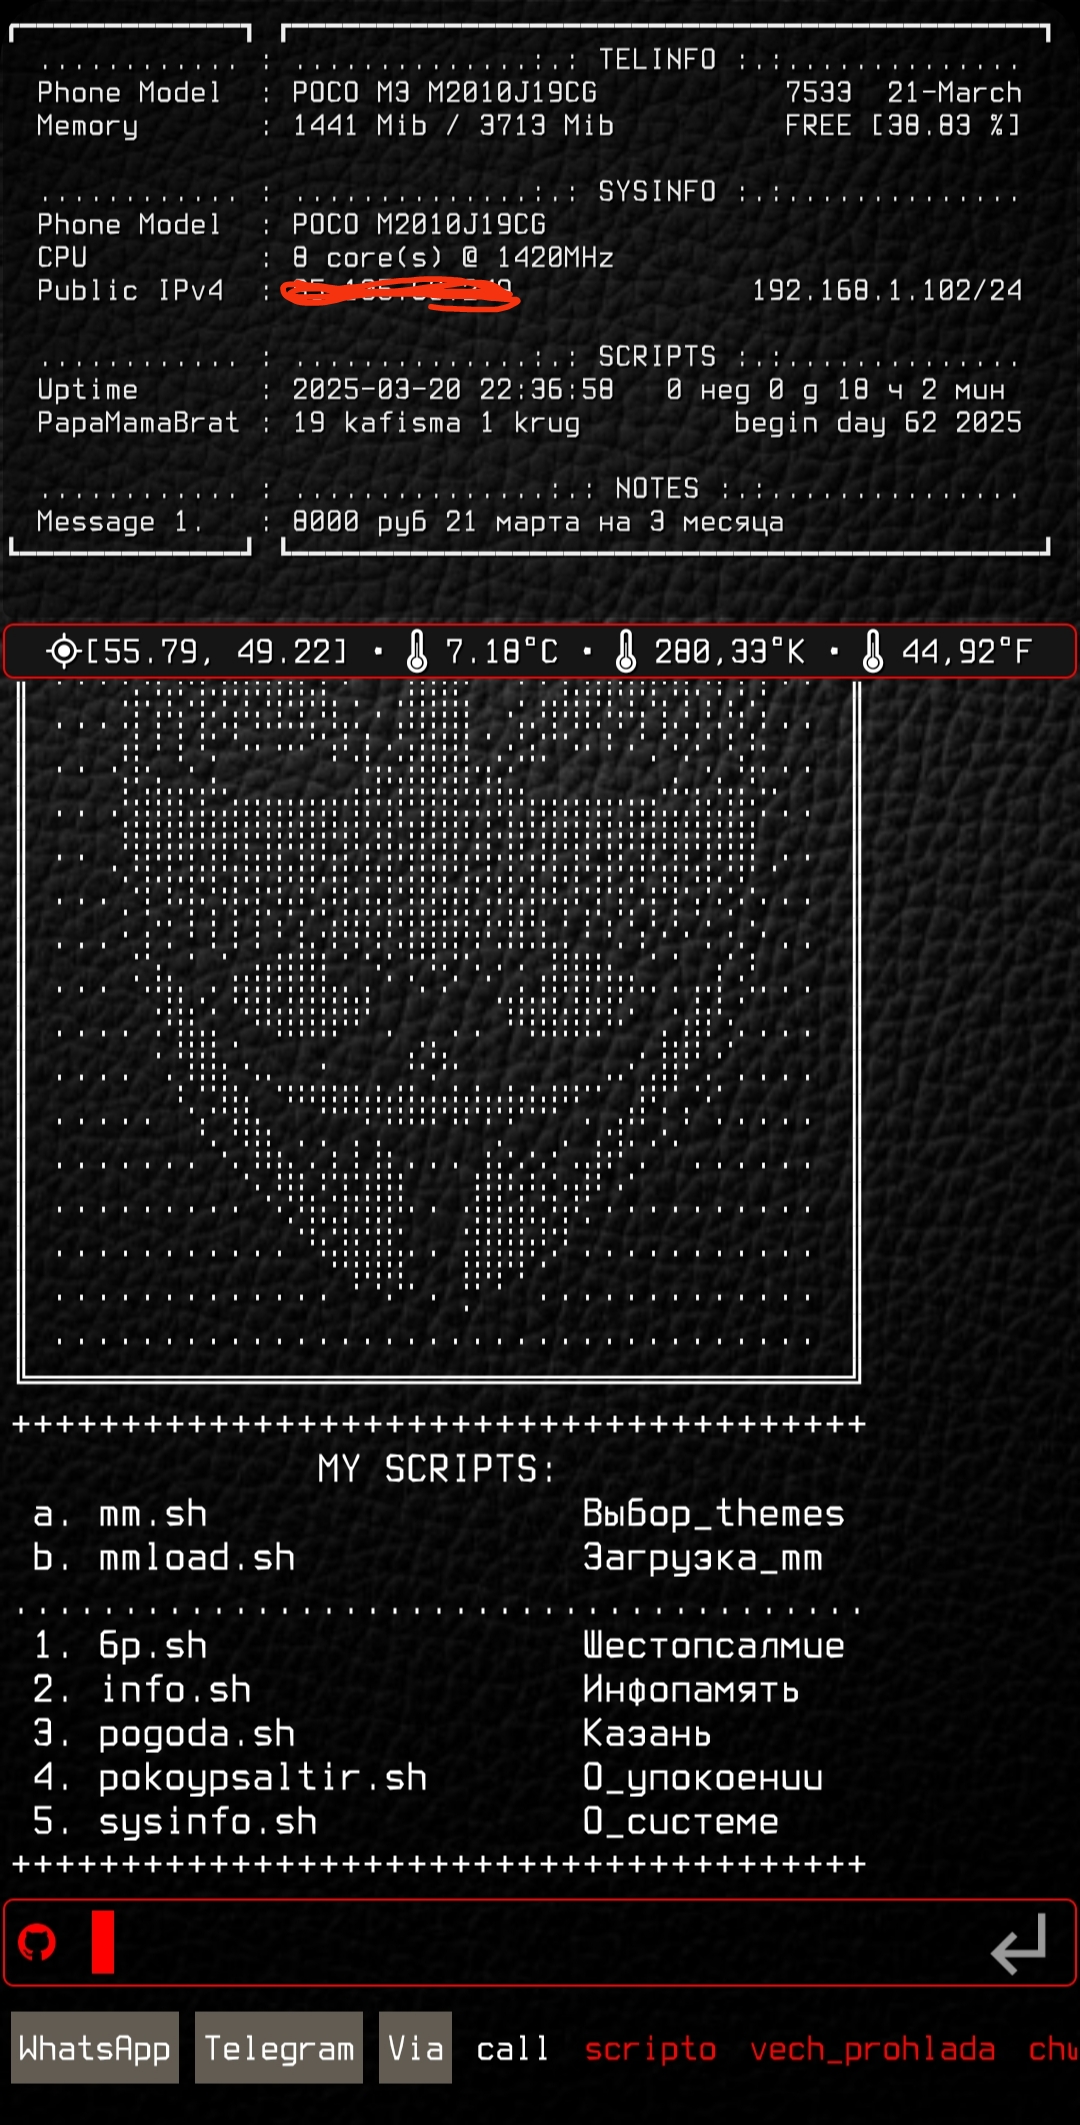 ............ : ..............:.: TELINFO :.:..............
Phone Model : POCO M3 M2010J19CG 7533 21-March
Memory : 1441 Mib / 3713 Mib FREE [38.83 %]
............ : ..............:.: SYSINFO :.:..............
Phone Model : POCO M2010J19CG
CPU : 8 core(s) @ 1420MHz
Public IPv4 : 192.168.1.102/24
............ : ..............:.: SCRIPTS :.:..............
Uptime : 2025-03-20 22:36:58 0 нед 0 д 18 ч 2 мин
PapaMamaBrat : 19 kafisma 1 krug begin day 62 2025
............ : ...............:.: NOTES :.:...............
Message 1. : 8000 руб 21 марта на 3 месяца
[55.79, 49.22] · 7.18°C · 280,33°K · 44,92°F
+++++++++++++++++++++++++++++++++++++++
MY SCRIPTS:
a. mm.sh Выбор_themes
b. mmload.sh Загрузка_mm
.......................................
1. 6p.sh Шестопсалмие
2. info.sh Инфопамять
3. pogoda.sh Казань
4. pokoypsaltir.sh О_упокоении
5. sysinfo.sh О_системе
+++++++++++++++++++++++++++++++++++++++
WhatsApp Telegram Via call scripto vech_prohlada